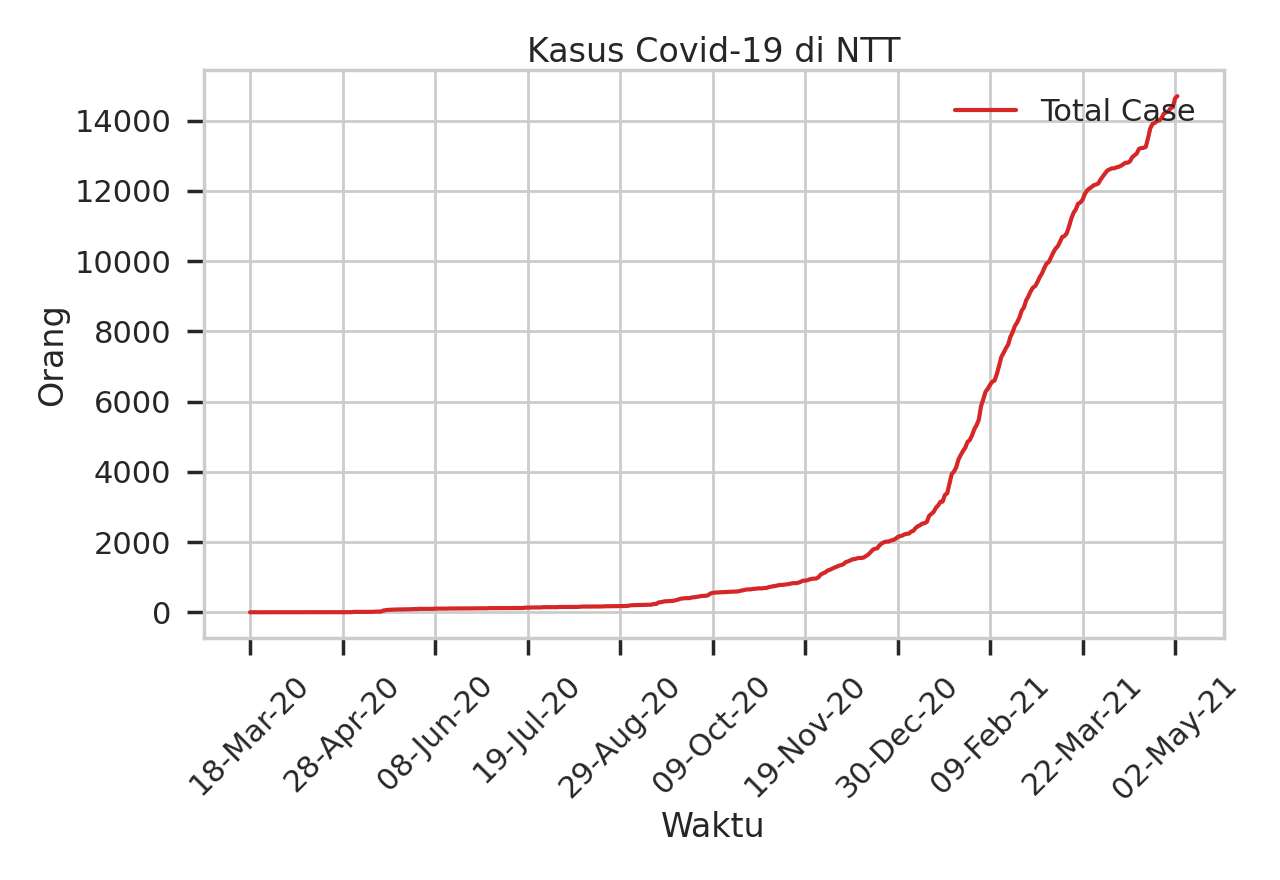 Kasus Covid-19 di NTT
Total Case
14000
12000
10000
8000
6000
4000
2000
0
Orang
18-Mar-20
28-Apr-20
08-Jun-20
19-Jul-20
29-Aug-20
09-Oct-20
19-Nov-20
30-Dec-20
09-Feb-21
22-Mar-21
02-May-21
Waktu